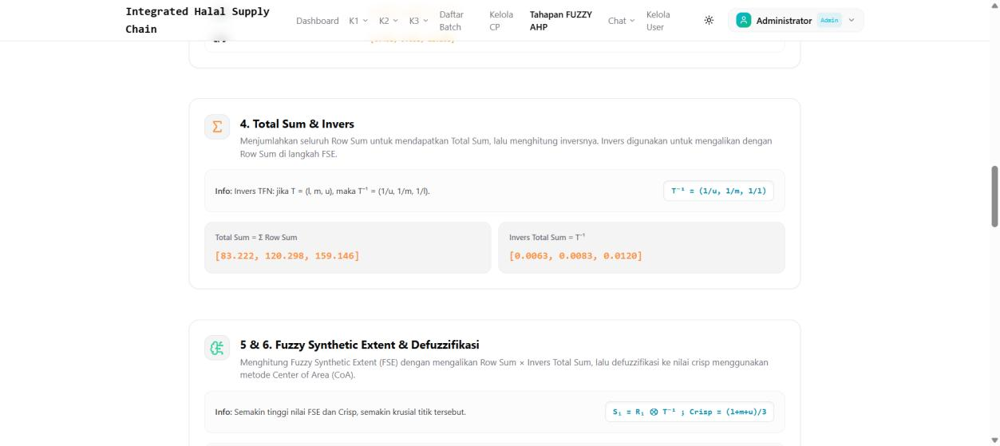 Integrated Halal Supply Chain
Dashboard
K1
K2
K3
Daftar Batch
Kelola CP
Tahapan FUZZY AHP
Chat
Kelola User
Administrator
Admin
4. Total Sum & Invers
Menjumlahkan seluruh Row Sum untuk mendapatkan Total Sum, lalu menghitung inversnya. Invers digunakan untuk mengalikan dengan
Row Sum di langkah FSE.
Info: Invers TFN: jika T = (l, m, u), maka T⁻¹ = (1/u, 1/m, 1/l).
T⁻¹ = (1/u, 1/m, 1/l)
Total Sum = Σ Row Sum
[83.222, 120.298, 159.146]
Invers Total Sum = T⁻¹
[0.0063, 0.0083, 0.0120]
5 & 6. Fuzzy Synthetic Extent & Defuzzifikasi
Menghitung Fuzzy Synthetic Extent (FSE) dengan mengalikan Row Sum × Invers Total Sum, lalu defuzzifikasi ke nilai crisp menggunakan
metode Center of Area (CoA).
Info: Semakin tinggi nilai FSE dan Crisp, semakin krusial titik tersebut.
Sᵢ = Rᵢ ⊗ T⁻¹ ; Crisp = (l+m+u)/3